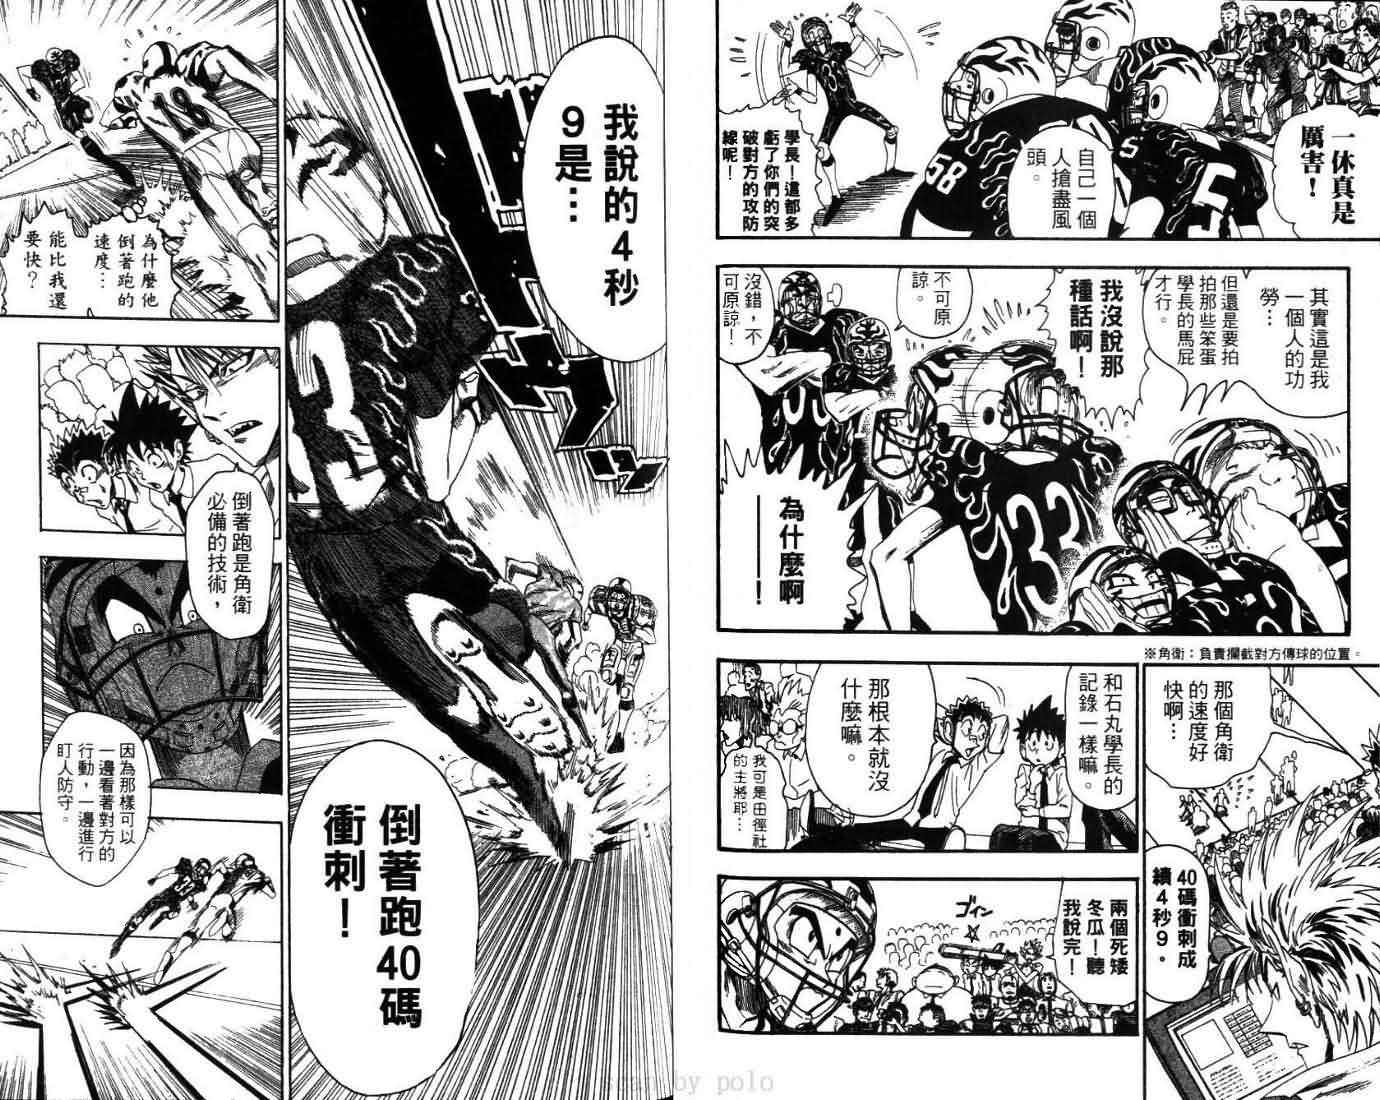 一休真是
厲害！
自己一個
人搶盡風
頭。
學長！這都多
虧了你們的突
破對方的攻防
線呢！
58
5
5
其實這是我
一個人的功
勞…
但還是要拍
拍那些笨蛋
學長的馬屁
才行。
我沒說那
種話啊！
不可原
諒。
沒錯，不
可原諒！
為什麼啊
——！
33
※角衛：負責攔截對方傳球的位置。
那個角衛
的速度好
快啊…
40碼衝刺成
績4秒9。
和石丸學長的
記錄一樣嘛。
那根本就沒
什麼嘛。
我可是田徑社
的主將耶…
兩個死矮
冬瓜！聽
我說完！
ゴイン
我說的4秒
9是…
倒著跑40碼
衝刺！
18
為什麼他
倒著跑的
速度…
能比我還
要快？
倒著跑是角衛
必備的技術，
因為那樣可以
一邊看著對方的
行動，一邊進行
盯人防守。
scan by polo